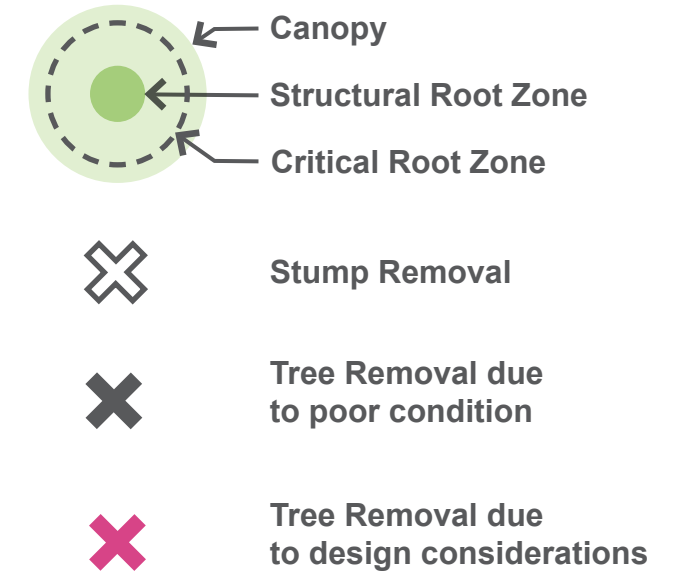 Canopy
Structural Root Zone
Critical Root Zone
Stump Removal
Tree Removal due
to poor condition
Tree Removal due
to design considerations